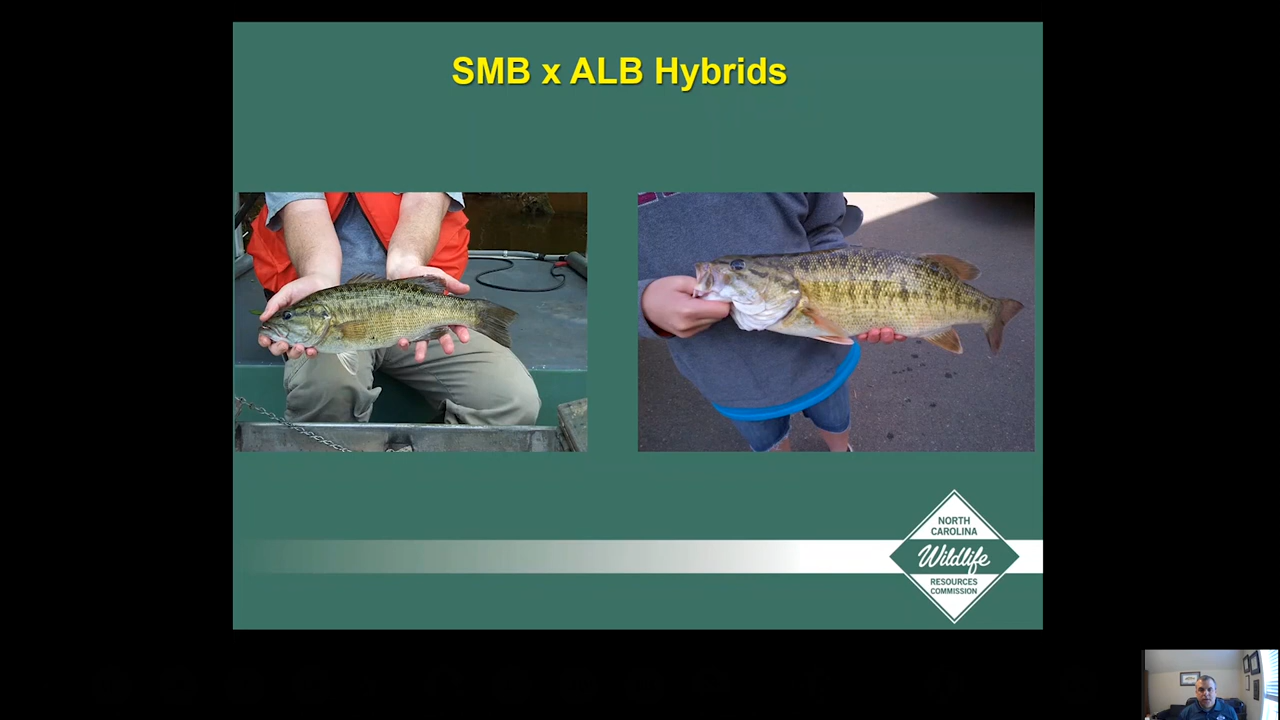 SMB x ALB Hybrids
NORTH
CAROLINA
Wildlife
RESOURCES
COMMISSION